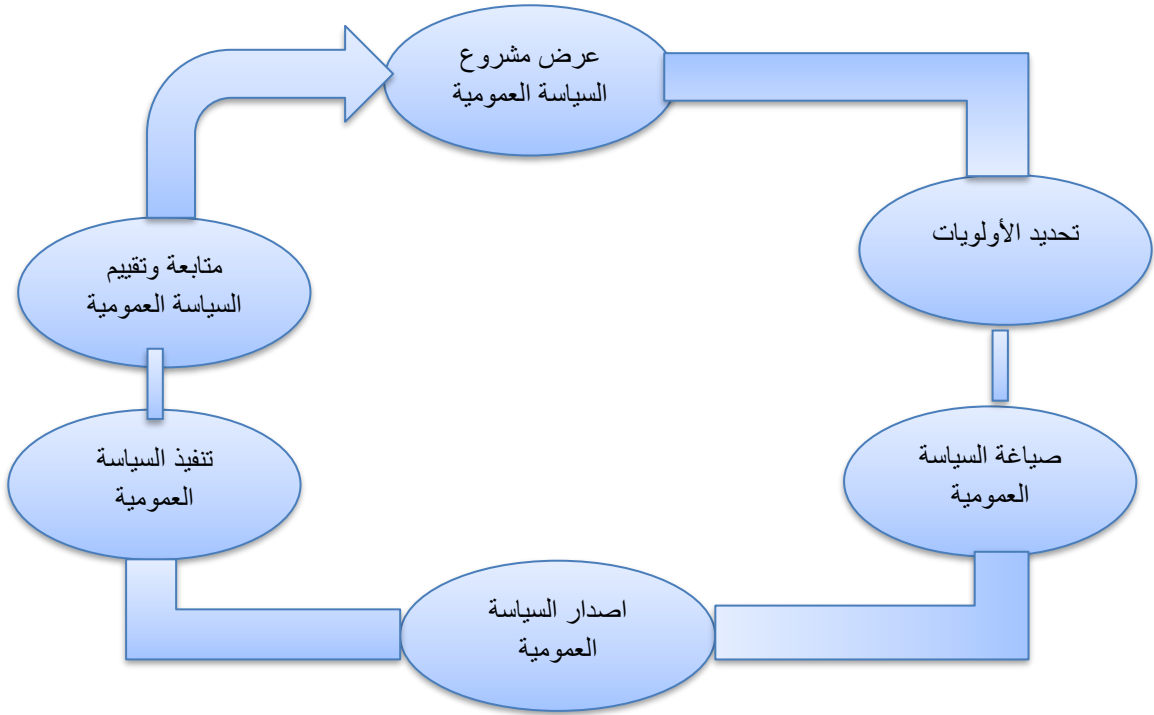 عرض مشروع
السياسة العمومية
تحديد الأولويات
صياغة السياسة
العمومية
اصدار السياسة
العمومية
تنفيذ السياسة
العمومية
متابعة وتقييم
السياسة العمومية